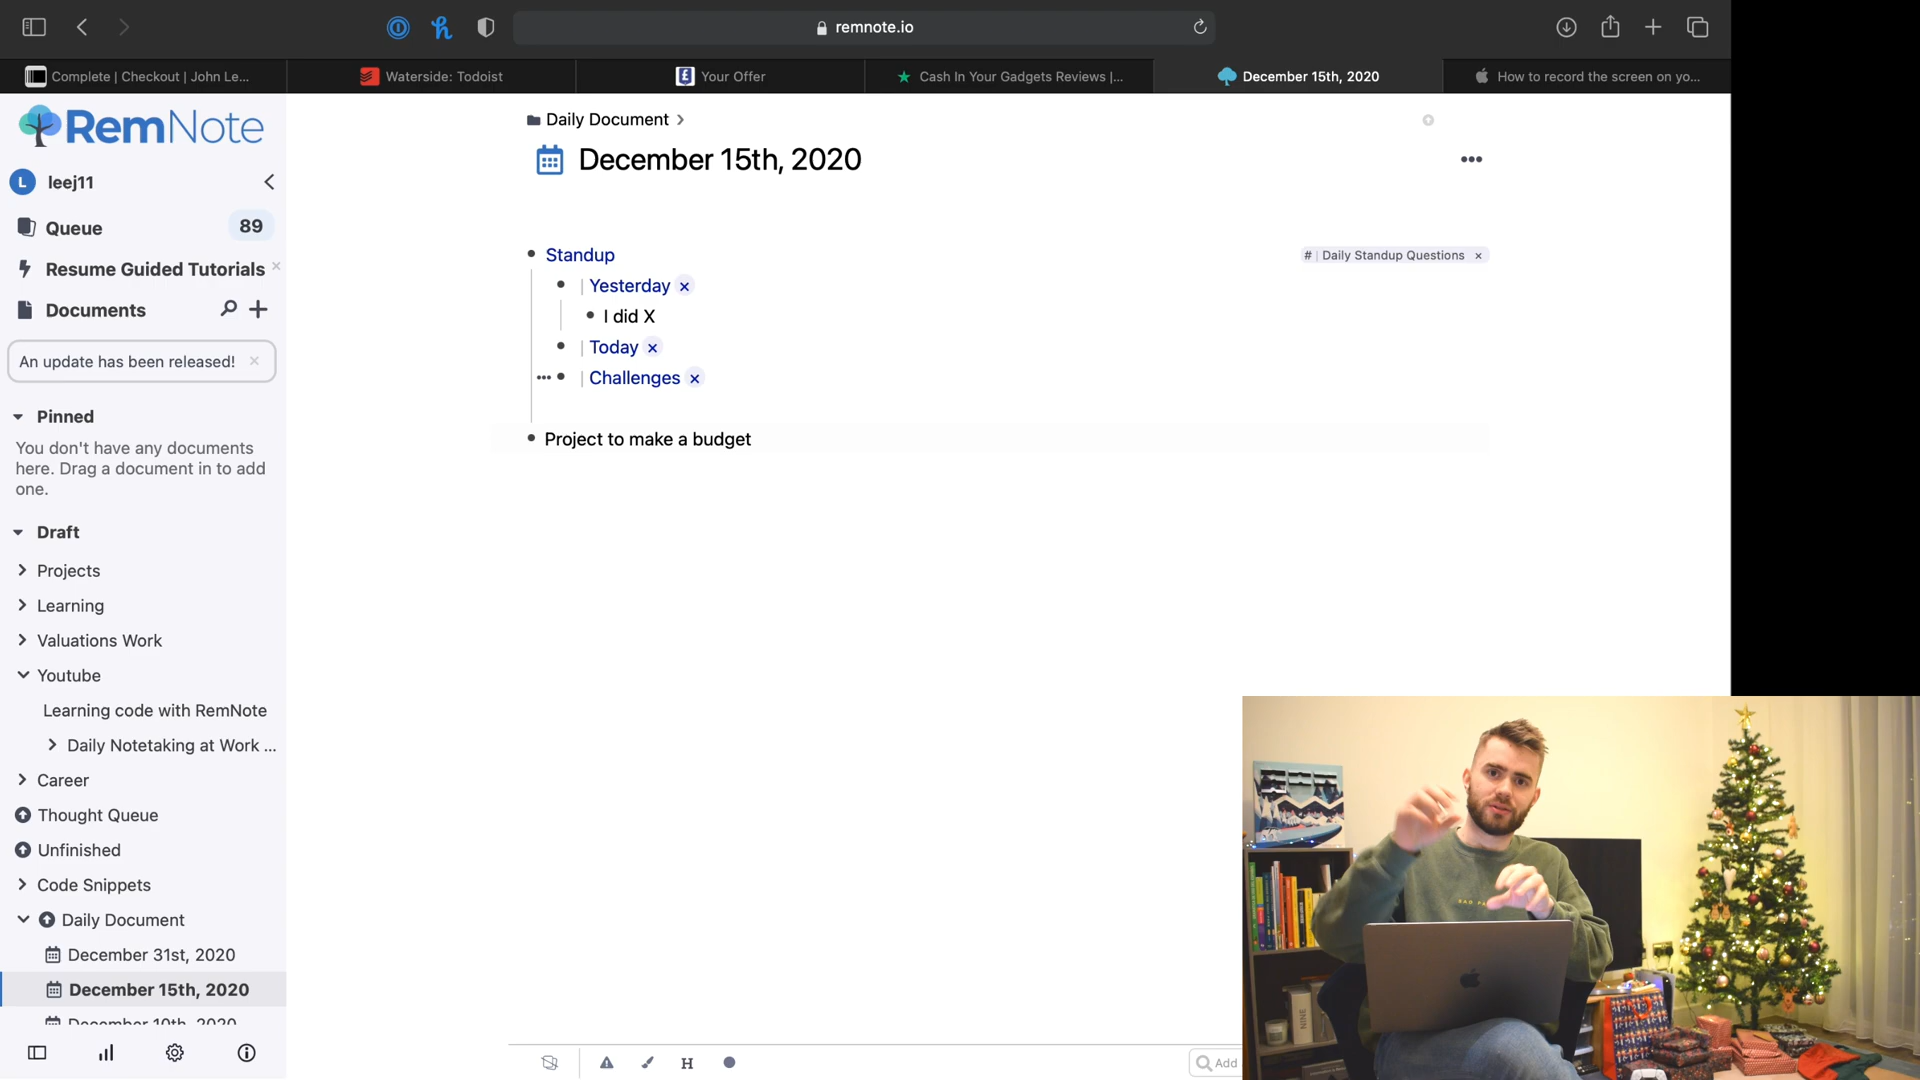 remnote.io
Complete | Checkout | John Le...
Waterside: Todoist
Your Offer
Cash In Your Gadgets Reviews |...
December 15th, 2020
How to record the screen on yo...
RemNote
L leej11
Queue 89
Resume Guided Tutorials
Documents
An update has been released!
Pinned
You don't have any documents
here. Drag a document in to add
one.
Draft
Projects
Learning
Valuations Work
Youtube
Learning code with RemNote
Daily Notetaking at Work ...
Career
Thought Queue
Unfinished
Code Snippets
Daily Document
December 31st, 2020
December 15th, 2020
December 10th, 2020
Daily Document
December 15th, 2020
Standup
# Daily Standup Questions
Yesterday
I did X
Today
Challenges
Project to make a budget
H
Add